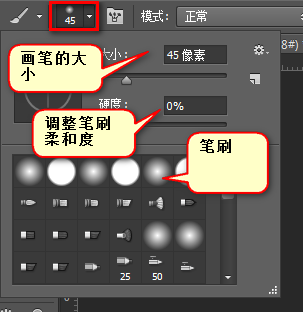 45
模式： 正常
8#)
画笔的大小
大小：
45 像素
硬度：
0%
调整笔刷柔和度
笔刷
25
50